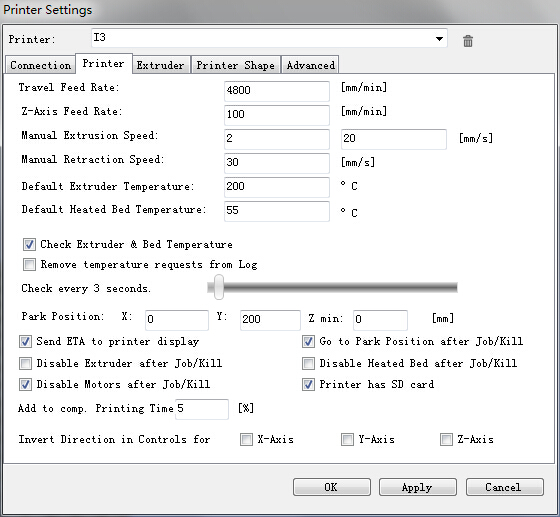 Printer Settings
Printer: I3
Connection Printer Extruder Printer Shape Advanced
Travel Feed Rate: 4800 [mm/min]
Z-Axis Feed Rate: 100 [mm/min]
Manual Extrusion Speed: 2 20 [mm/s]
Manual Retraction Speed: 30 [mm/s]
Default Extruder Temperature: 200 ° C
Default Heated Bed Temperature: 55 ° C
Check Extruder & Bed Temperature
Remove temperature requests from Log
Check every 3 seconds.
Park Position: X: 0 Y: 200 Z min: 0 [mm]
Send ETA to printer display Go to Park Position after Job/Kill
Disable Extruder after Job/Kill Disable Heated Bed after Job/Kill
Disable Motors after Job/Kill Printer has SD card
Add to comp. Printing Time 5 [%]
Invert Direction in Controls for X-Axis Y-Axis Z-Axis
OK Apply Cancel